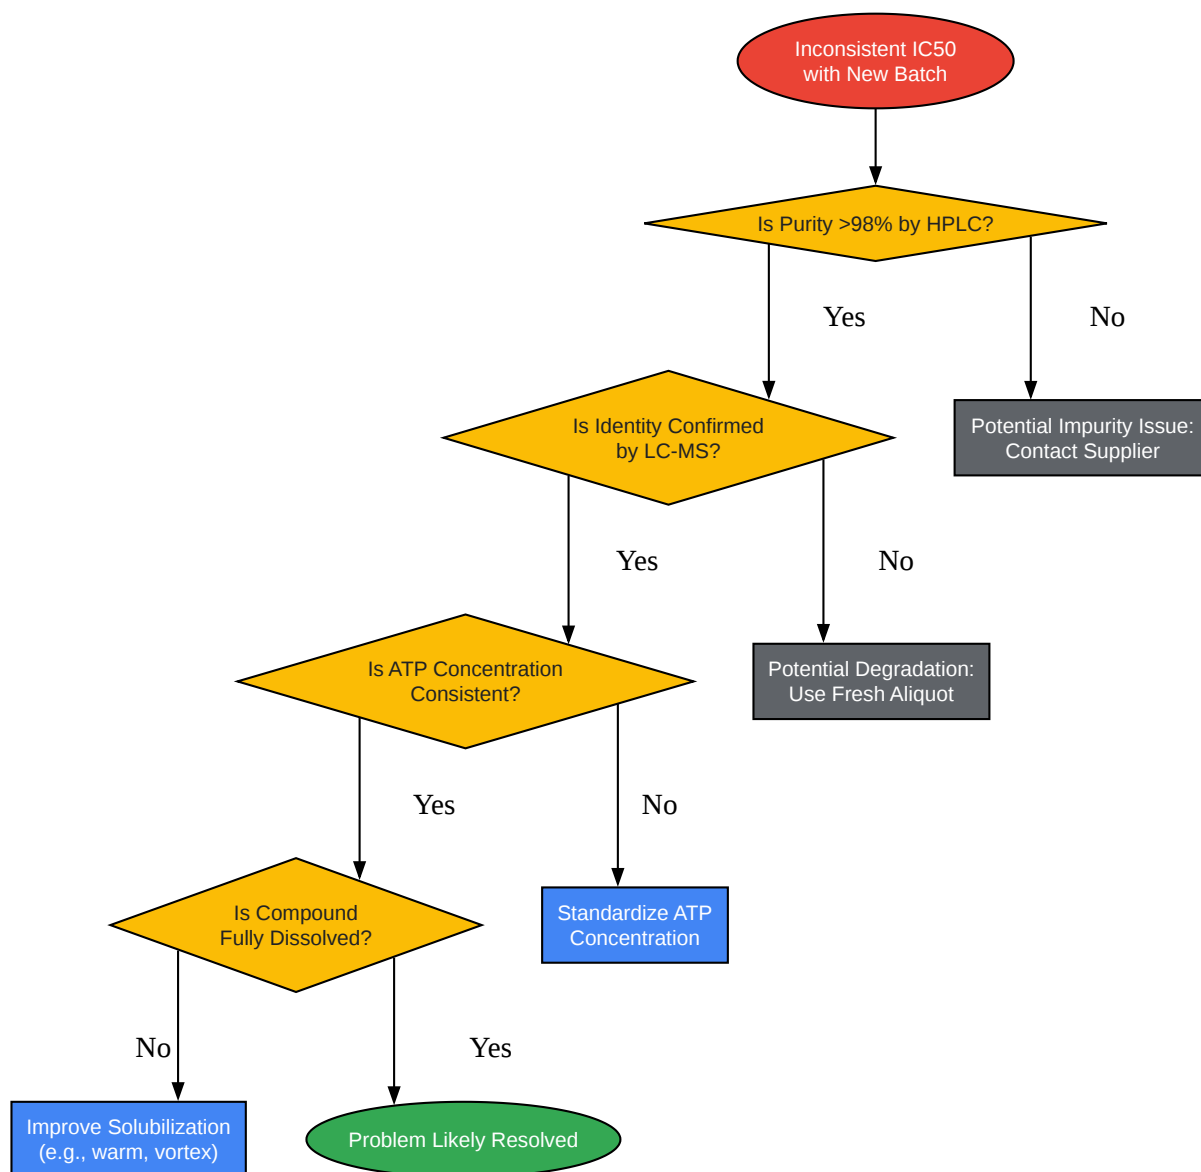 Inconsistent IC50
with New Batch
Is Purity >98% by HPLC?
Yes
No
Is Identity Confirmed
by LC-MS?
Potential Impurity Issue:
Contact Supplier
Yes
No
Is ATP Concentration
Consistent?
Potential Degradation:
Use Fresh Aliquot
Yes
No
Is Compound
Fully Dissolved?
Standardize ATP
Concentration
No
Yes
Improve Solubilization
(e.g., warm, vortex)
Problem Likely Resolved